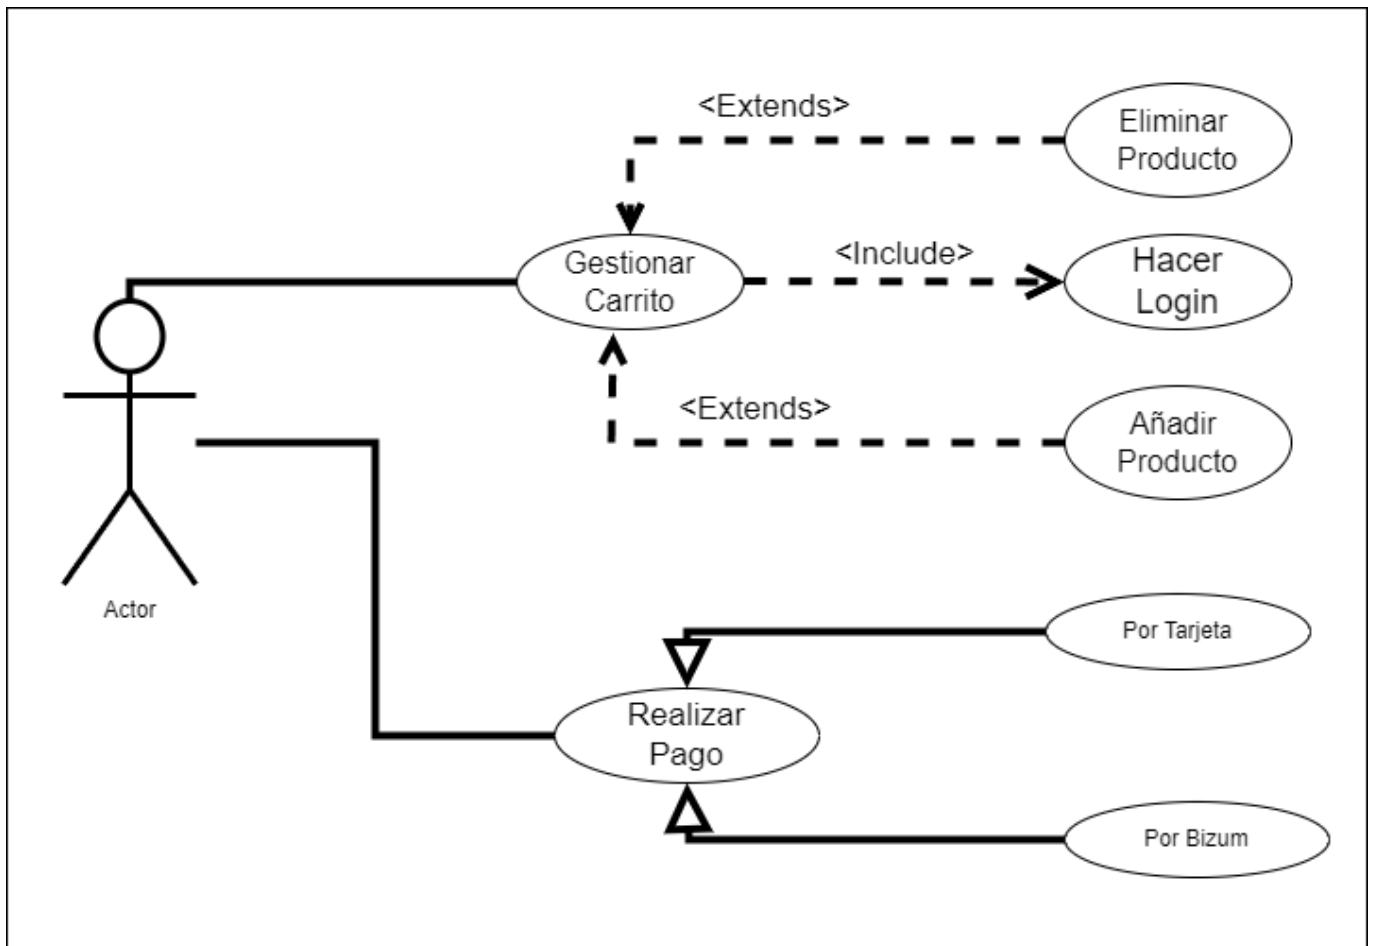 <Extends>
Eliminar
Producto
Gestionar
Carrito
<Include>
Hacer
Login
<Extends>
Añadir
Producto
Actor
Por Tarjeta
Realizar
Pago
Por Bizum